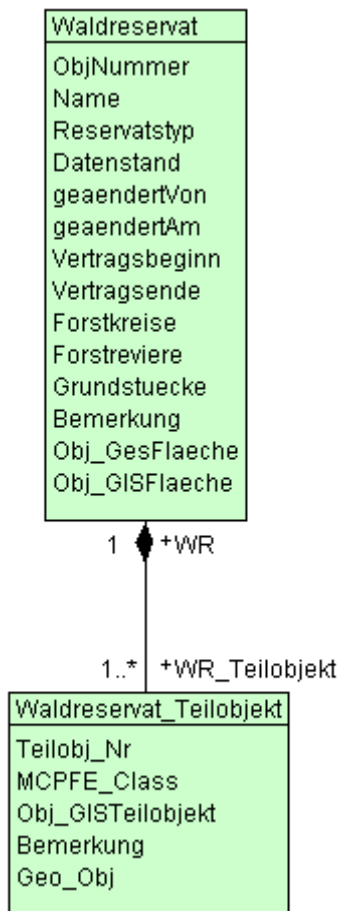 Waldreservat
ObjNummer
Name
Reservatstyp
Datenstand
geaendertVon
geaendertAm
Vertragsbeginn
Vertragsende
Forstkreise
Forstreviere
Grundstuecke
Bemerkung
Obj_GesFlaeche
Obj_GISFlaeche
1 +WR
1..* +WR_Teilobjekt
Waldreservat_Teilobjekt
Teilobj_Nr
MCPFE_Class
Obj_GISTeilobjekt
Bemerkung
Geo_Obj